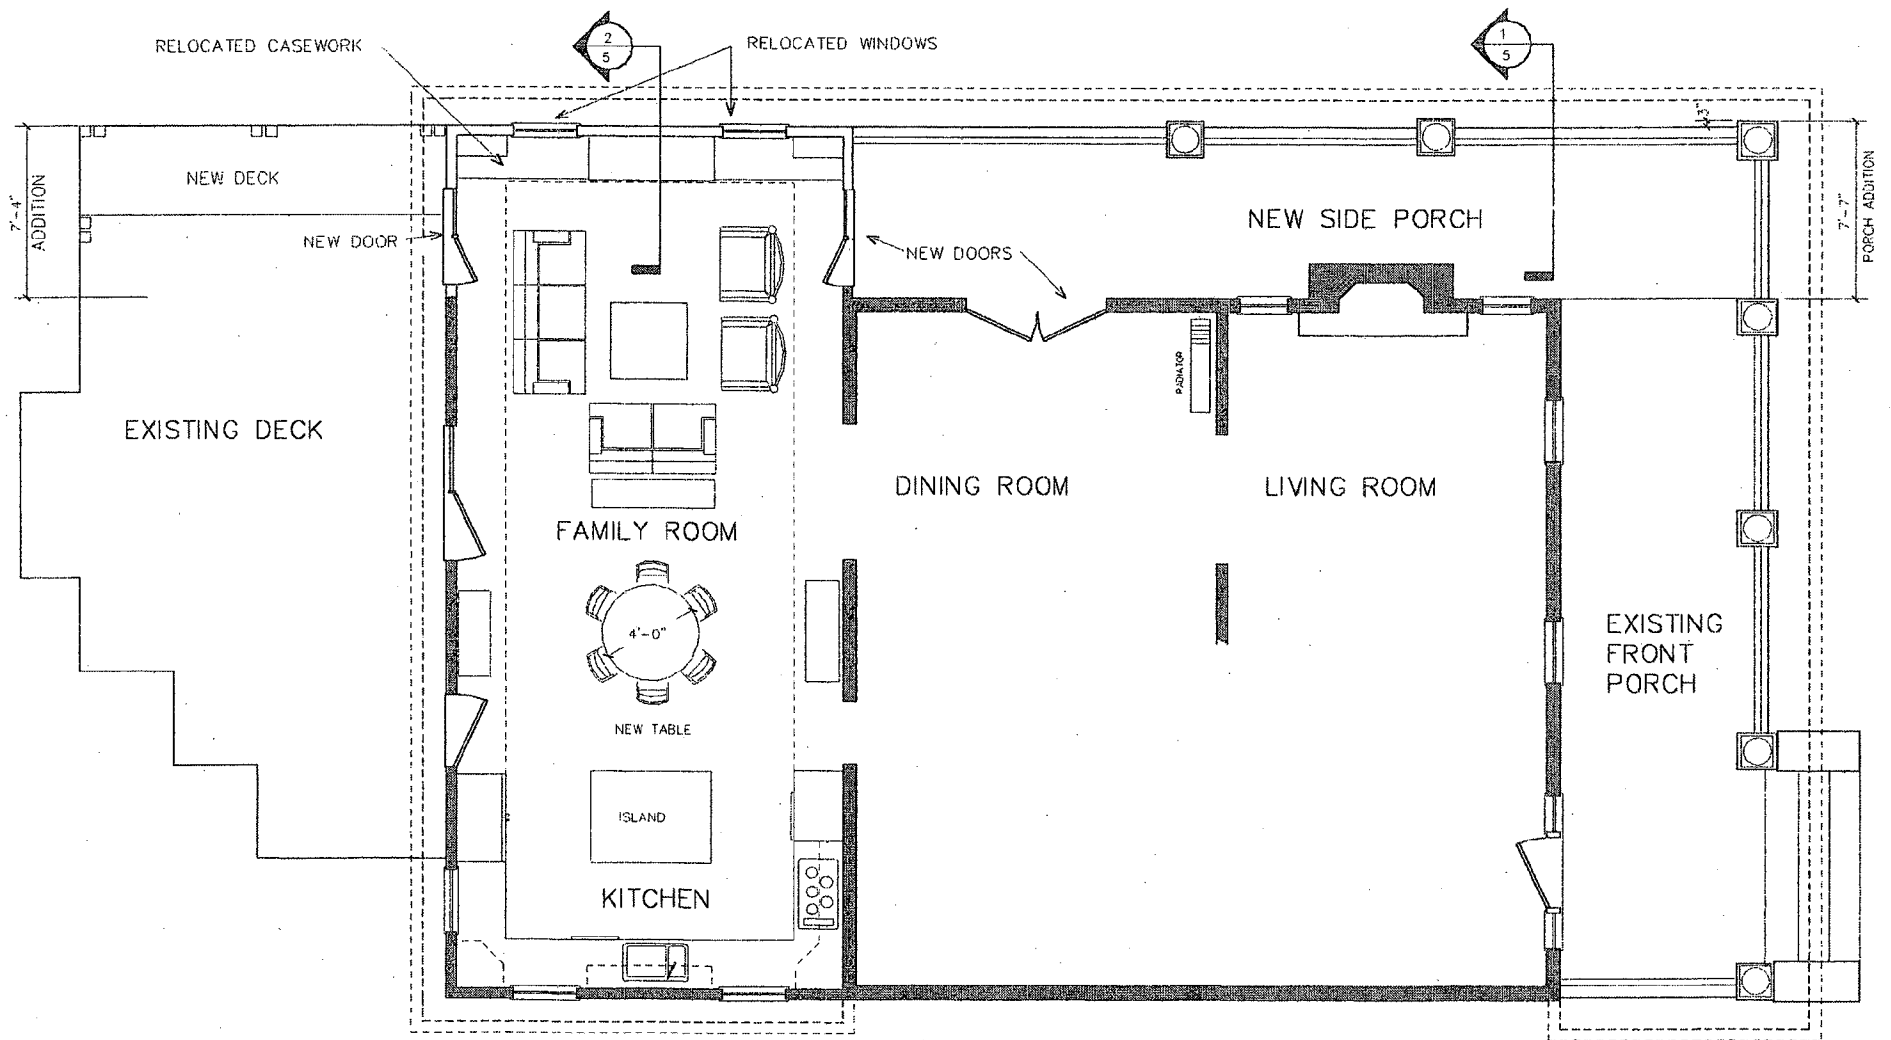 RELOCATED CASEWORK
2
5
RELOCATED WINDOWS
1
5
3"
NEW DECK
7'-4"
ADDITION
NEW DOOR
NEW DOORS
NEW SIDE PORCH
7'-7"
PORCH ADDITION
RADIATOR
EXISTING DECK
DINING ROOM
LIVING ROOM
FAMILY ROOM
4'-0"
NEW TABLE
EXISTING
FRONT
PORCH
ISLAND
KITCHEN